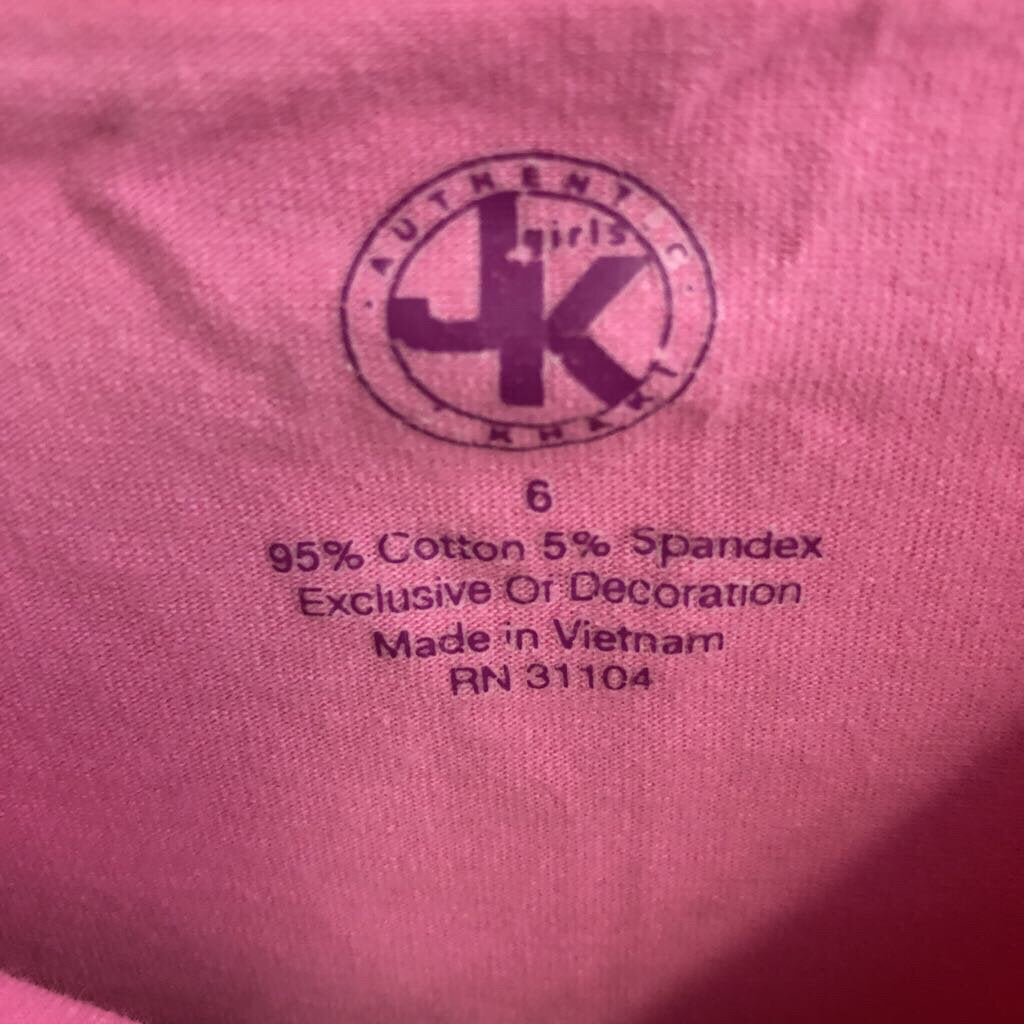 AUTHENTIC
girls
JK
KHAKI
6
95% Cotton 5% Spandex
Exclusive Of Decoration
Made in Vietnam
RN 31104